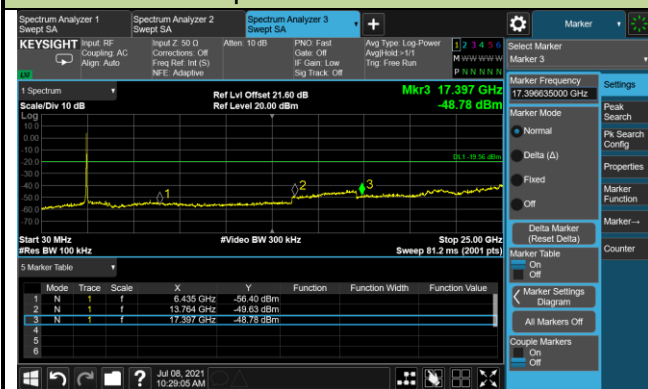 Spectrum Analyzer 1
Swept SA
Spectrum Analyzer 2
Swept SA
Spectrum Analyzer 3
Swept SA
+
Marker
KEYSIGHT
Input: RF
Coupling: AC
Align: Auto
Input Z: 50 Ω
Corrections: Off
Freq Ref: Int (S)
NFE: Adaptive
Atten: 10 dB
PNO: Fast
Gate: Off
IF Gain: Low
Sig Track: Off
Avg Type: Log-Power
Avg|Hold:>1/1
Trig: Free Run
1 2 3 4 5 6
M W W W W W
P N N N N N
LV
1 Spectrum
Scale/Div 10 dB
Ref Lvl Offset 21.60 dB
Ref Level 20.00 dBm
Mkr3 17.397 GHz
-48.78 dBm
Log
10.0
0.00
-10.0
-20.0
-30.0
-40.0
-50.0
-60.0
-70.0
DL1 -19.56 dBm
1
2
3
Start 30 MHz
#Res BW 100 kHz
#Video BW 300 kHz
Stop 25.00 GHz
Sweep 81.2 ms (2001 pts)
5 Marker Table
Mode Trace Scale X Y Function Function Width Function Value
1 N 1 f 6.435 GHz -56.40 dBm
2 N 1 f 13.764 GHz -49.63 dBm
3 N 1 f 17.397 GHz -48.78 dBm
4
5
6
Select Marker
Marker 3
Marker Frequency
17.396635000 GHz
Marker Mode
Normal
Delta (Δ)
Fixed
Off
Delta Marker
(Reset Delta)
Marker Table
On
Off
Marker Settings
Diagram
All Markers Off
Couple Markers
On
Off
Settings
Peak
Search
Pk Search
Config
Properties
Marker
Function
Marker→
Counter
?
Jul 08, 2021
10:29:05 AM